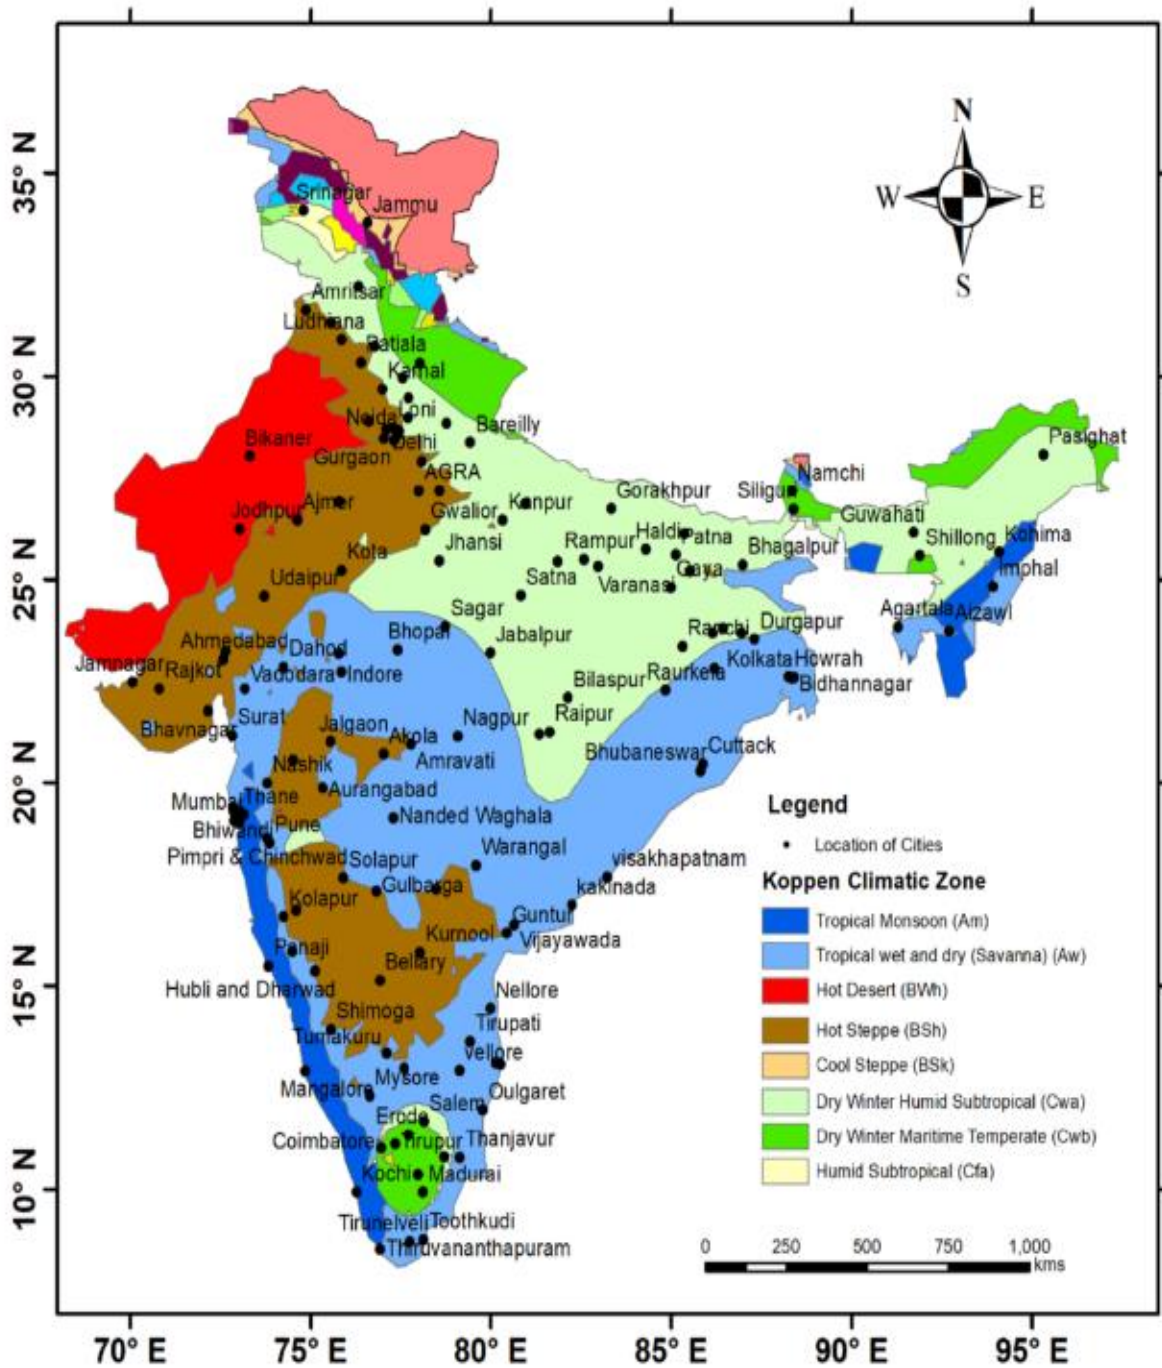 N
W
E
S
35° N
30° N
25° N
20° N
15° N
10° N
Srinagar
Jammu
Amritsar
Ludhiana
Patiala
Karnal
Loni
Noida
Bareilly
Delhi
Bikaner
Gurgaon
AGRA
Pasighat
Namchi
Siliguri
Ajmer
Jodhpur
Gwalior
Kanpur
Gorakhpur
Guwahati
Haldi
Patna
Shillong
Kohima
Kota
Jhansi
Rampur
Bhagalpur
Imphal
Udaipur
Satna
Varanasi
Gaya
Sagar
Agartala
Aizawl
Ahmedabad
Dahod
Bhopal
Jabalpur
Ranchi
Durgapur
Jamnagar
Rajkot
Vadodara
Indore
Raurkela
Kolkata
Howrah
Bidhannagar
Bilaspur
Surat
Bhavnagar
Jalgaon
Akola
Nagpur
Raipur
Amravati
Bhubaneswar
Cuttack
Nashik
Aurangabad
Mumbai
Thane
Nanded Waghala
Bhiwandi
Pune
Pimpri & Chinchwad
Solapur
Warangal
visakhapatnam
Gulbarga
kakinada
Kolapur
Guntur
Kurnool
Vijayawada
Panaji
Bellary
Hubli and Dharwad
Nellore
Shimoga
Tirupati
Tumakuru
Vellore
Mysore
Oulgaret
Mangalore
Salem
Erode
Coimbatore
Tirupur
Thanjavur
Kochi
Madurai
Tirunelveli
Toothkudi
Thiruvananthapuram
Legend
Location of Cities
Koppen Climatic Zone
Tropical Monsoon (Am)
Tropical wet and dry (Savanna) (Aw)
Hot Desert (BWh)
Hot Steppe (BSh)
Cool Steppe (BSk)
Dry Winter Humid Subtropical (Cwa)
Dry Winter Maritime Temperate (Cwb)
Humid Subtropical (Cfa)
0 250 500 750 1,000
kms
70° E 75° E 80° E 85° E 90° E 95° E